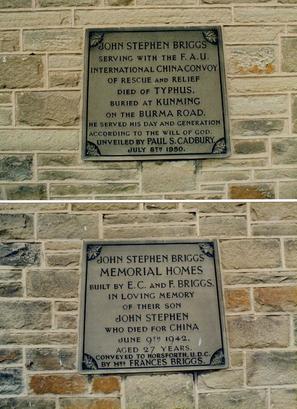 JOHN STEPHEN BRIGGS
SERVING WITH THE F.A.U.
INTERNATIONAL CHINA CONVOY
OF RESCUE AND RELIEF
DIED OF TYPHUS.
BURIED AT KUNMING
ON THE BURMA ROAD.
HE SERVED HIS DAY AND GENERATION
ACCORDING TO THE WILL OF GOD.
UNVEILED BY PAUL S. CADBURY
JULY 8TH 1950.
JOHN STEPHEN BRIGGS
MEMORIAL HOMES
BUILT BY E.C. AND F. BRIGGS.
IN LOVING MEMORY
OF THEIR SON
JOHN STEPHEN
WHO DIED FOR CHINA
JUNE 9TH 1942.
AGED 27 YEARS.
CONVEYED TO HORSFORTH. U.D.C.
BY MRS FRANCES BRIGGS.